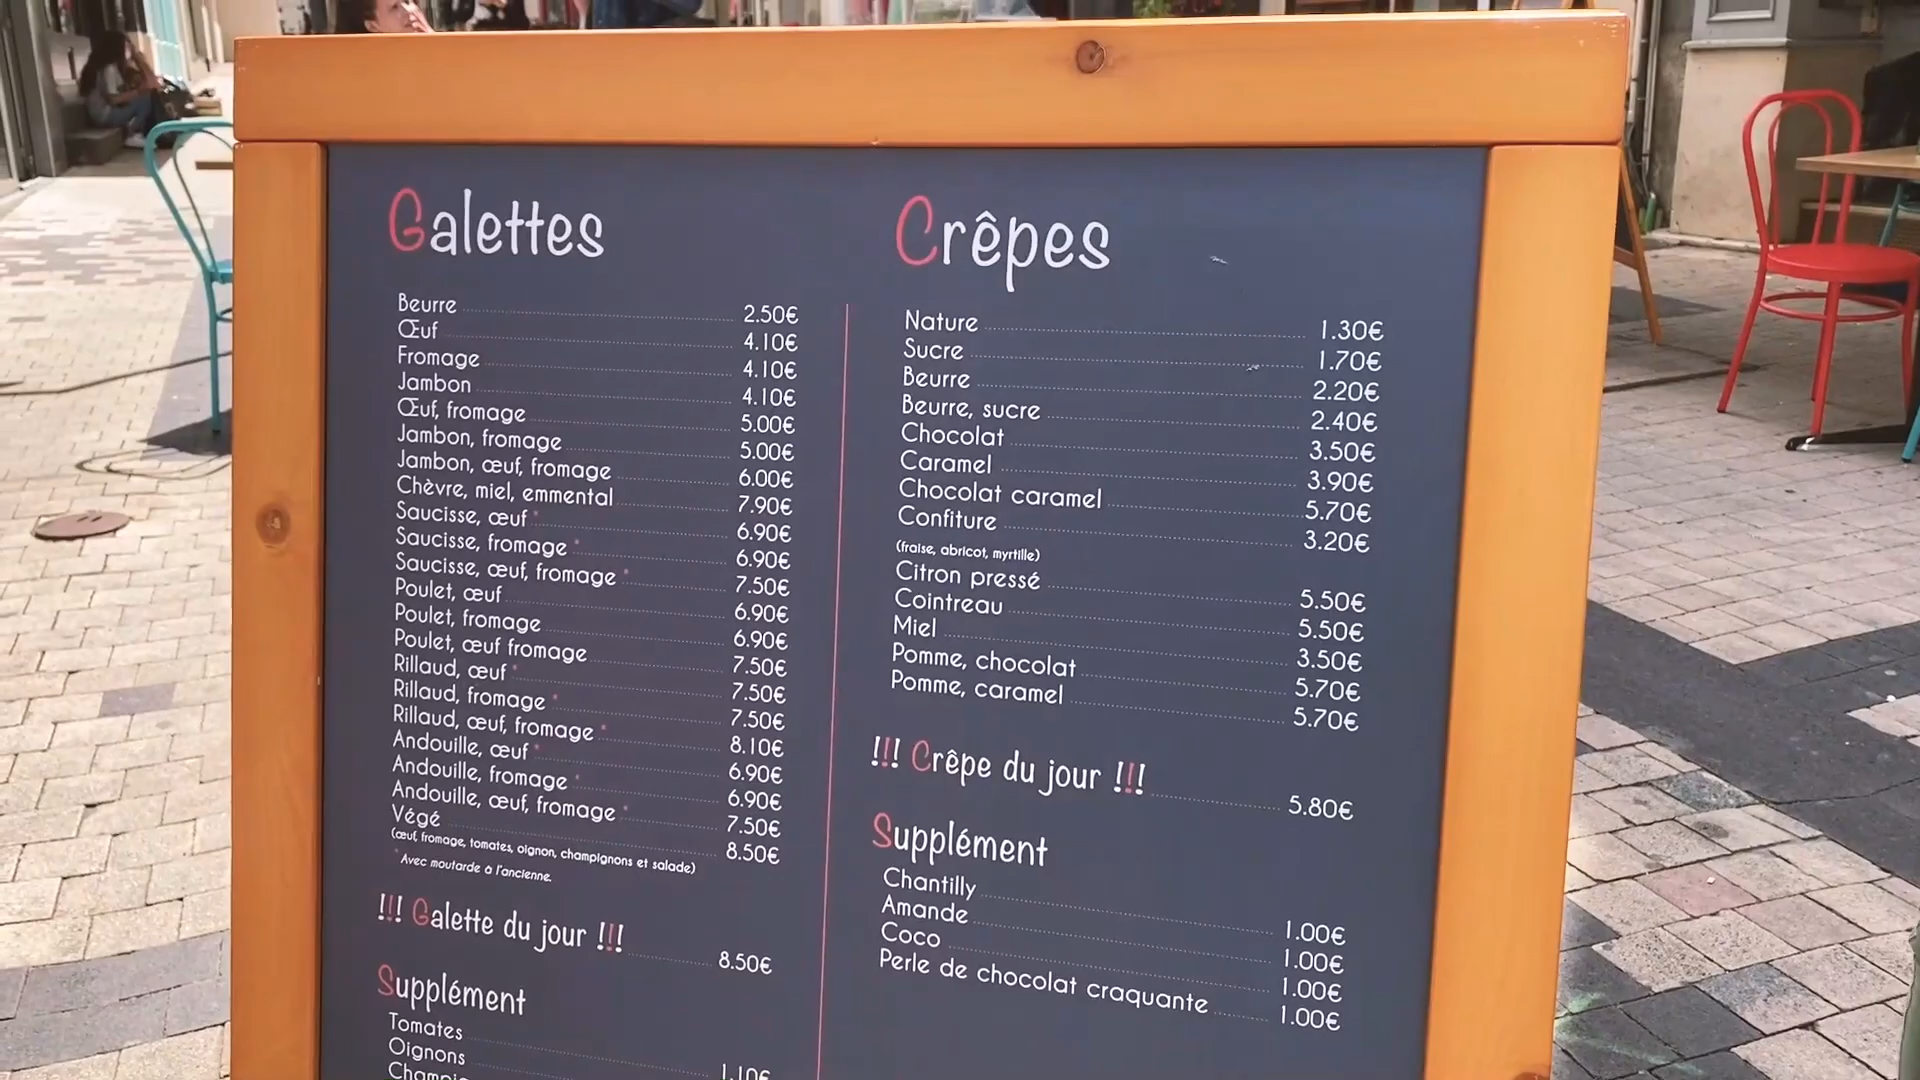 Galettes
Beurre 2.50€
Œuf 4.10€
Fromage 4.10€
Jambon 4.10€
Œuf, fromage 5.00€
Jambon, fromage 5.00€
Jambon, œuf, fromage 6.00€
Chèvre, miel, emmental 7.90€
Saucisse, œuf * 6.90€
Saucisse, fromage * 6.90€
Saucisse, œuf, fromage * 7.50€
Poulet, œuf 6.90€
Poulet, fromage 6.90€
Poulet, œuf fromage 7.50€
Rillaud, œuf * 7.50€
Rillaud, fromage * 7.50€
Rillaud, œuf, fromage * 8.10€
Andouille, œuf * 6.90€
Andouille, fromage * 6.90€
Andouille, œuf, fromage * 7.50€
Végé 8.50€
(œuf, fromage, tomates, oignon, champignons et salade)
* Avec moutarde à l'ancienne.
!!! Galette du jour !!! 8.50€
Supplément
Tomates 1.10€
Oignons
Crêpes
Nature 1.30€
Sucre 1.70€
Beurre 2.20€
Beurre, sucre 2.40€
Chocolat 3.50€
Caramel 3.90€
Chocolat caramel 5.70€
Confiture 3.20€
(fraise, abricot, myrtille)
Citron pressé 5.50€
Cointreau 5.50€
Miel 3.50€
Pomme, chocolat 5.70€
Pomme, caramel 5.70€
!!! Crêpe du jour !!! 5.80€
Supplément
Chantilly 1.00€
Amande 1.00€
Coco 1.00€
Perle de chocolat craquante 1.00€